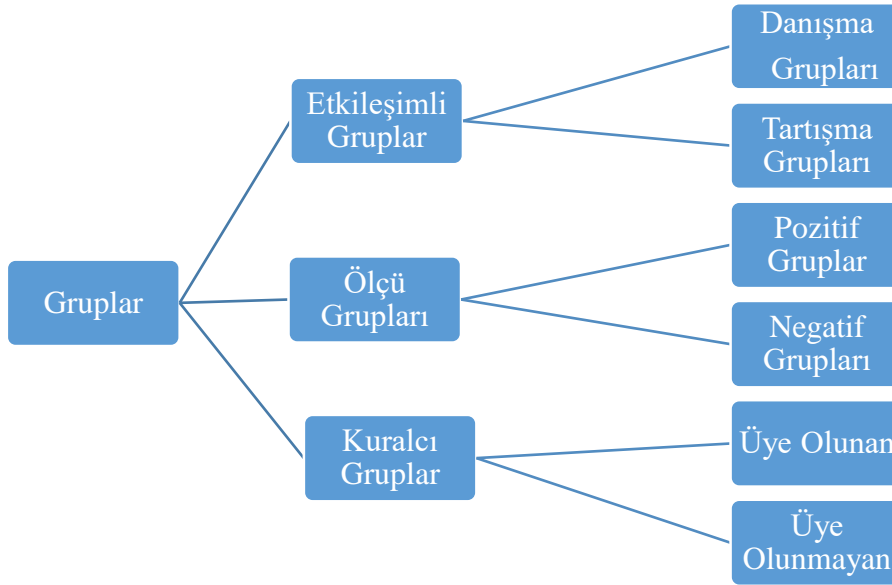 Gruplar
Etkileşimli
Gruplar
Danışma
Grupları
Tartışma
Grupları
Ölçü
Grupları
Pozitif
Gruplar
Negatif
Grupları
Kuralcı
Gruplar
Üye Olunan
Üye
Olunmayan